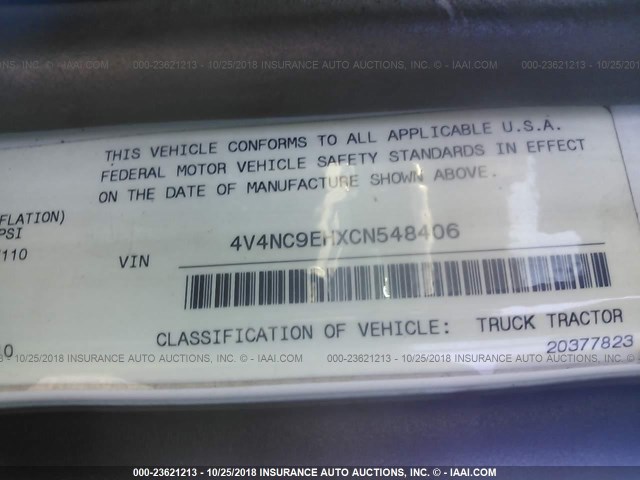 000-23621213 - 10/25/2018 INSURANCE AUTO AUCTIONS, INC. © - IAAI.COM
THIS VEHICLE CONFORMS TO ALL APPLICABLE U.S.A.
FEDERAL MOTOR VEHICLE SAFETY STANDARDS IN EFFECT
ON THE DATE OF MANUFACTURE SHOWN ABOVE.
FLATION)
PSI
110
VIN 4V4NC9EHXCN548406
CLASSIFICATION OF VEHICLE: TRUCK TRACTOR
0
20377823
3 - 10/25/2018 INSURANCE AUTO AUCTIONS, INC. © - IAAI.COM
000-23621213 - 10/25/2018 INSURANCE AUTO AUCTIONS, INC.
000-23621213 - 10/25/2018 INSURANCE AUTO AUCTIONS, INC. © - IAAI.COM